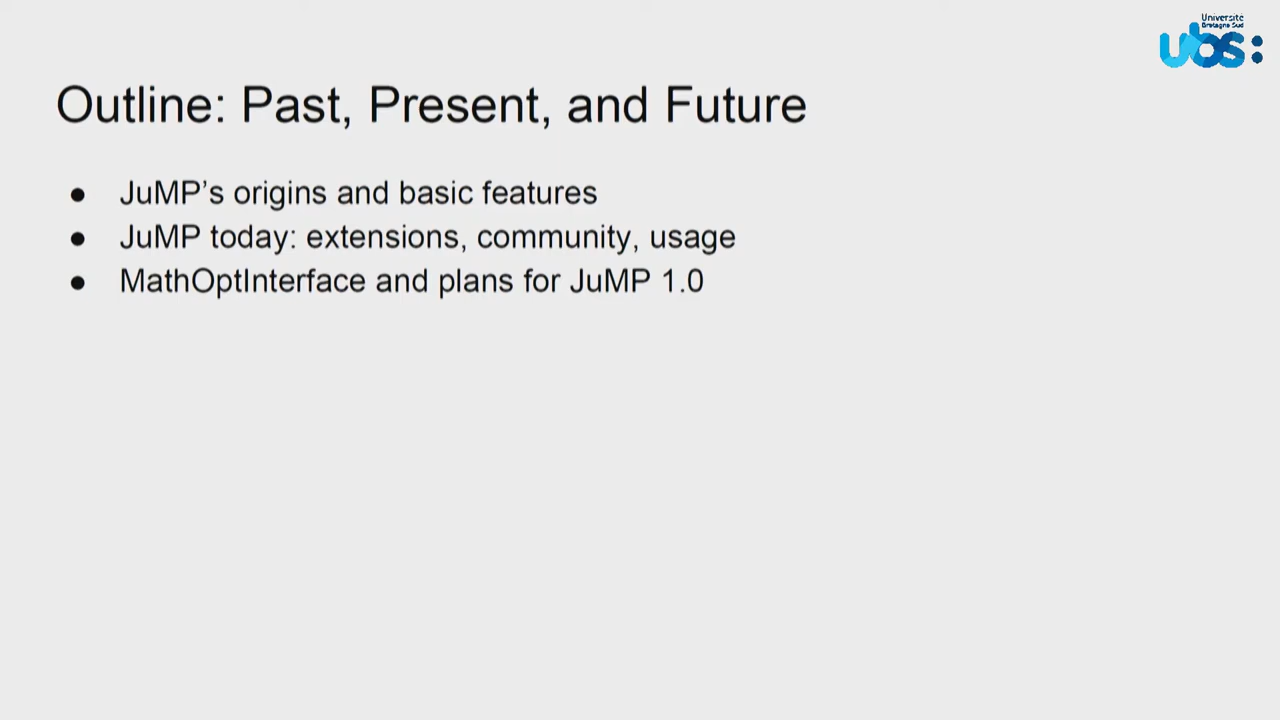 Université
Bretagne Sud
ubs:
Outline: Past, Present, and Future
● JuMP’s origins and basic features
● JuMP today: extensions, community, usage
● MathOptInterface and plans for JuMP 1.0